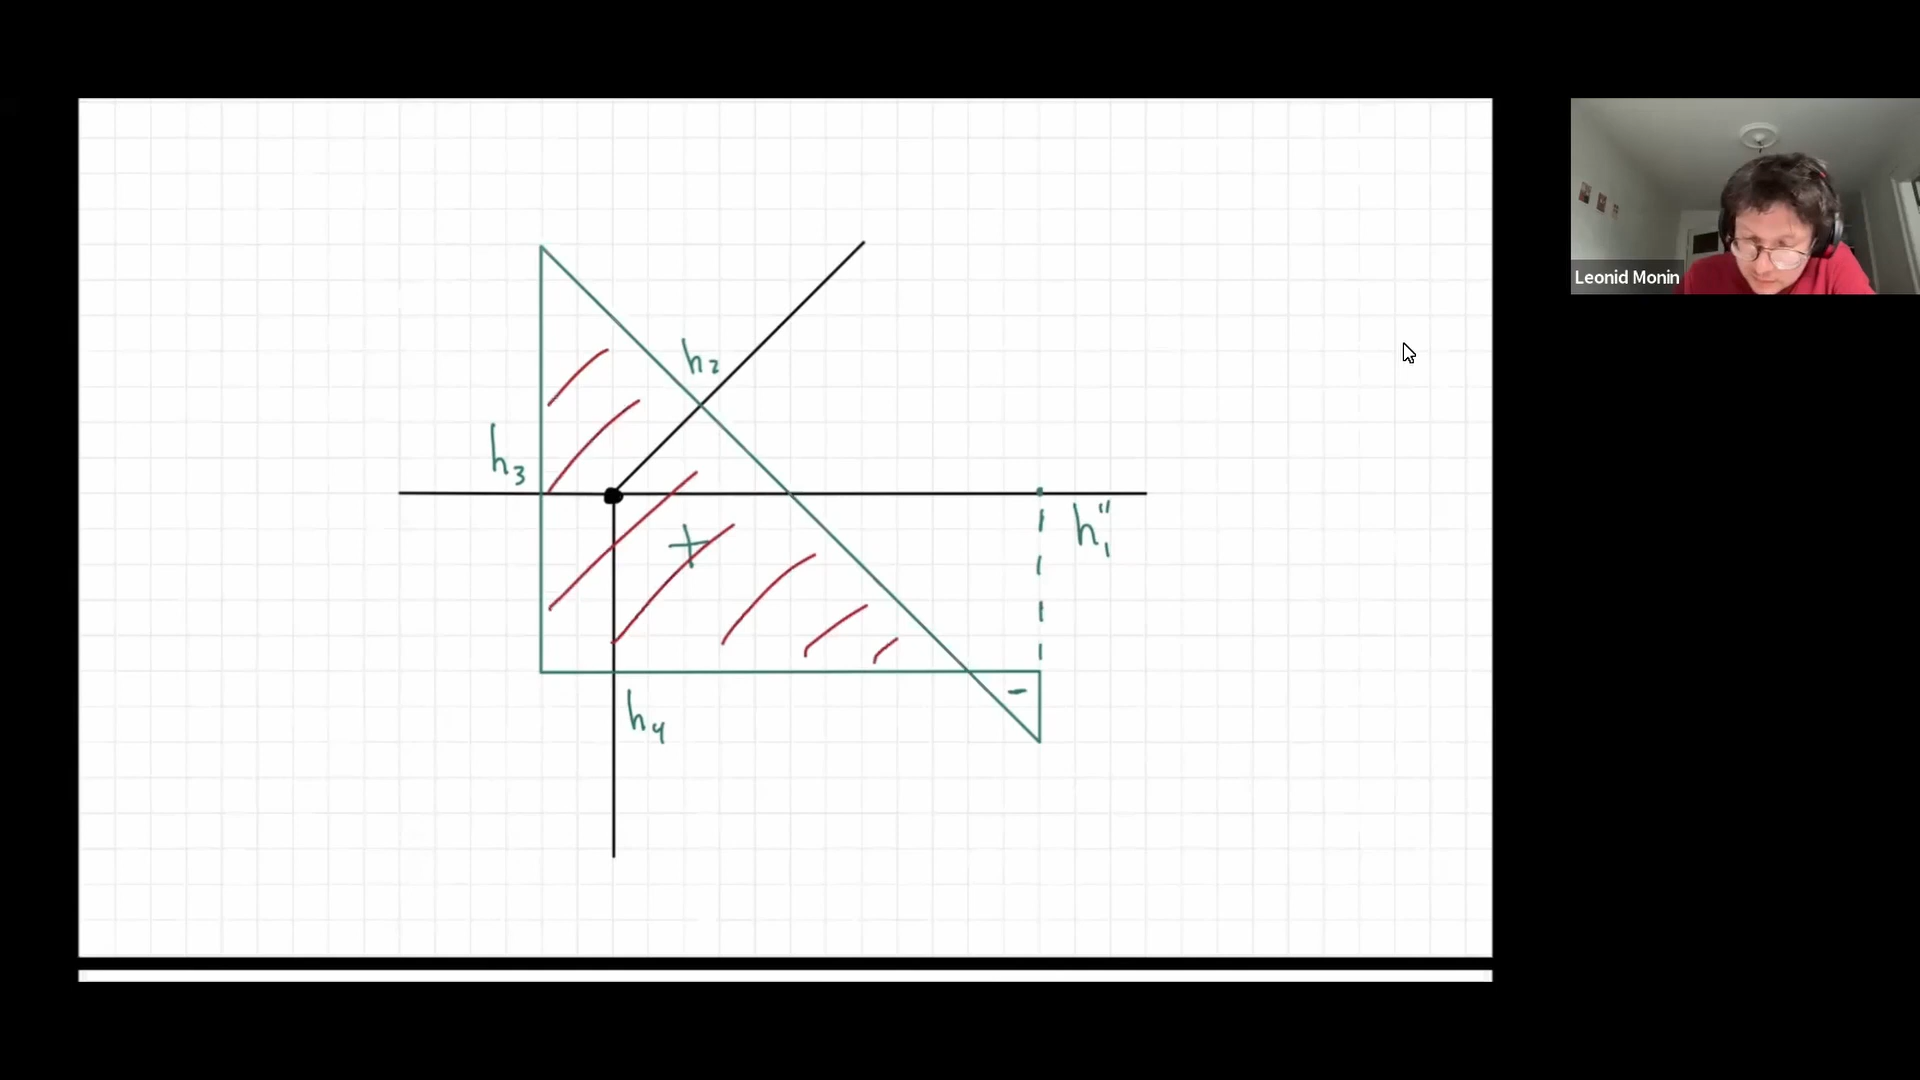 h₂
h₃
h₁''
+
-
h₄
Leonid Monin